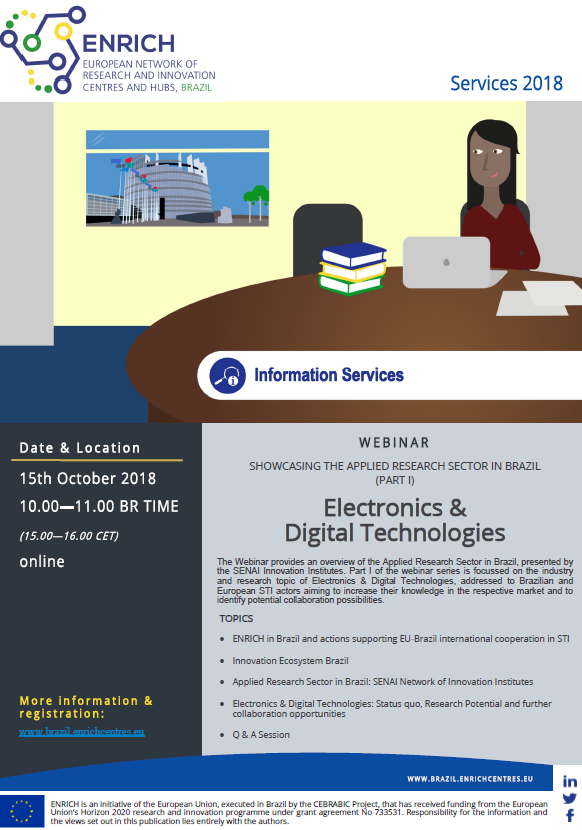 ENRICH
EUROPEAN NETWORK OF
RESEARCH AND INNOVATION
CENTRES AND HUBS, BRAZIL
Services 2018
i
Information Services
Date & Location
15th October 2018
10.00—11.00 BR TIME
(15.00—16.00 CET)
online
More information &
registration:
www.brazil.enrichcentres.eu
WEBINAR
SHOWCASING THE APPLIED RESEARCH SECTOR IN BRAZIL
(PART I)
Electronics &
Digital Technologies
The Webinar provides an overview of the Applied Research Sector in Brazil, presented by
the SENAI Innovation Institutes. Part I of the webinar series is focussed on the industry
and research topic of Electronics & Digital Technologies, addressed to Brazilian and
European STI actors aiming to increase their knowledge in the respective market and to
identify potential collaboration possibilities.
TOPICS
• ENRICH in Brazil and actions supporting EU-Brazil international cooperation in STI
• Innovation Ecosystem Brazil
• Applied Research Sector in Brazil: SENAI Network of Innovation Institutes
• Electronics & Digital Technologies: Status quo, Research Potential and further
collaboration opportunities
• Q & A Session
WWW.BRAZIL.ENRICHCENTRES.EU
in
f
ENRICH is an initiative of the European Union, executed in Brazil by the CEBRABIC Project, that has received funding from the European
Union's Horizon 2020 research and innovation programme under grant agreement No 733531. Responsibility for the information and
the views set out in this publication lies entirely with the authors.